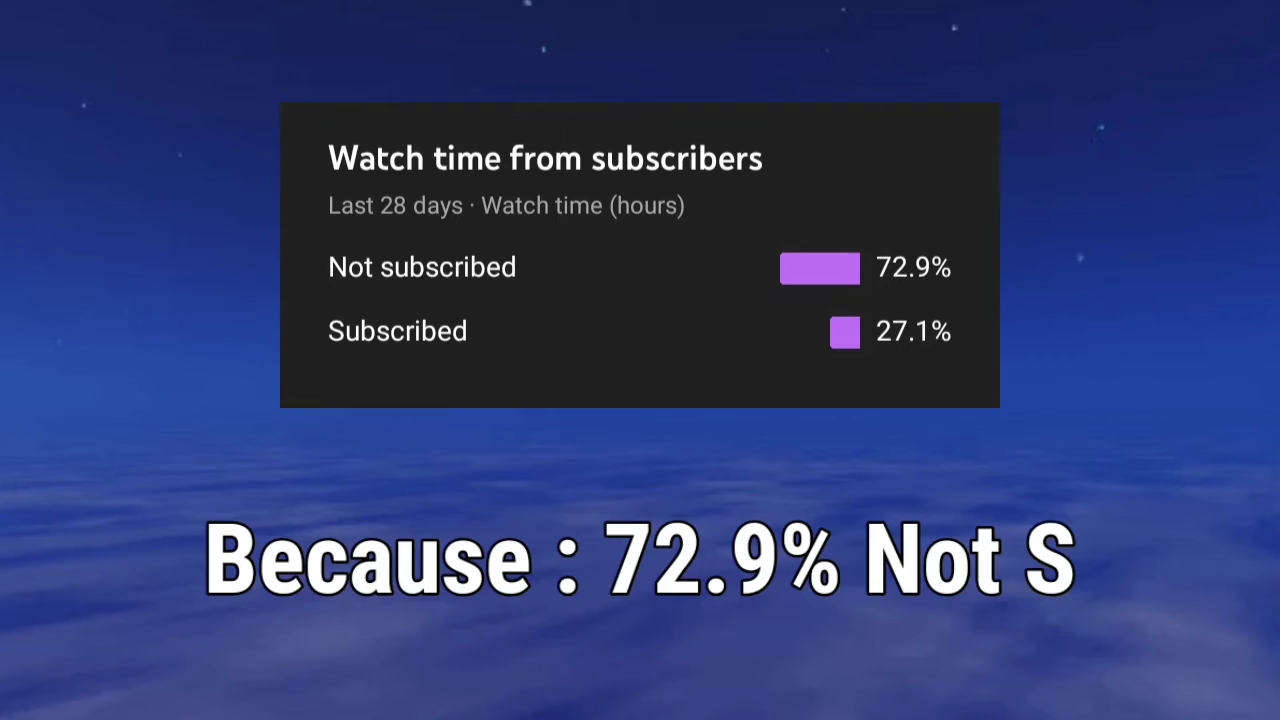 Watch time from subscribers
Last 28 days · Watch time (hours)
Not subscribed 72.9%
Subscribed 27.1%
Because : 72.9% Not S